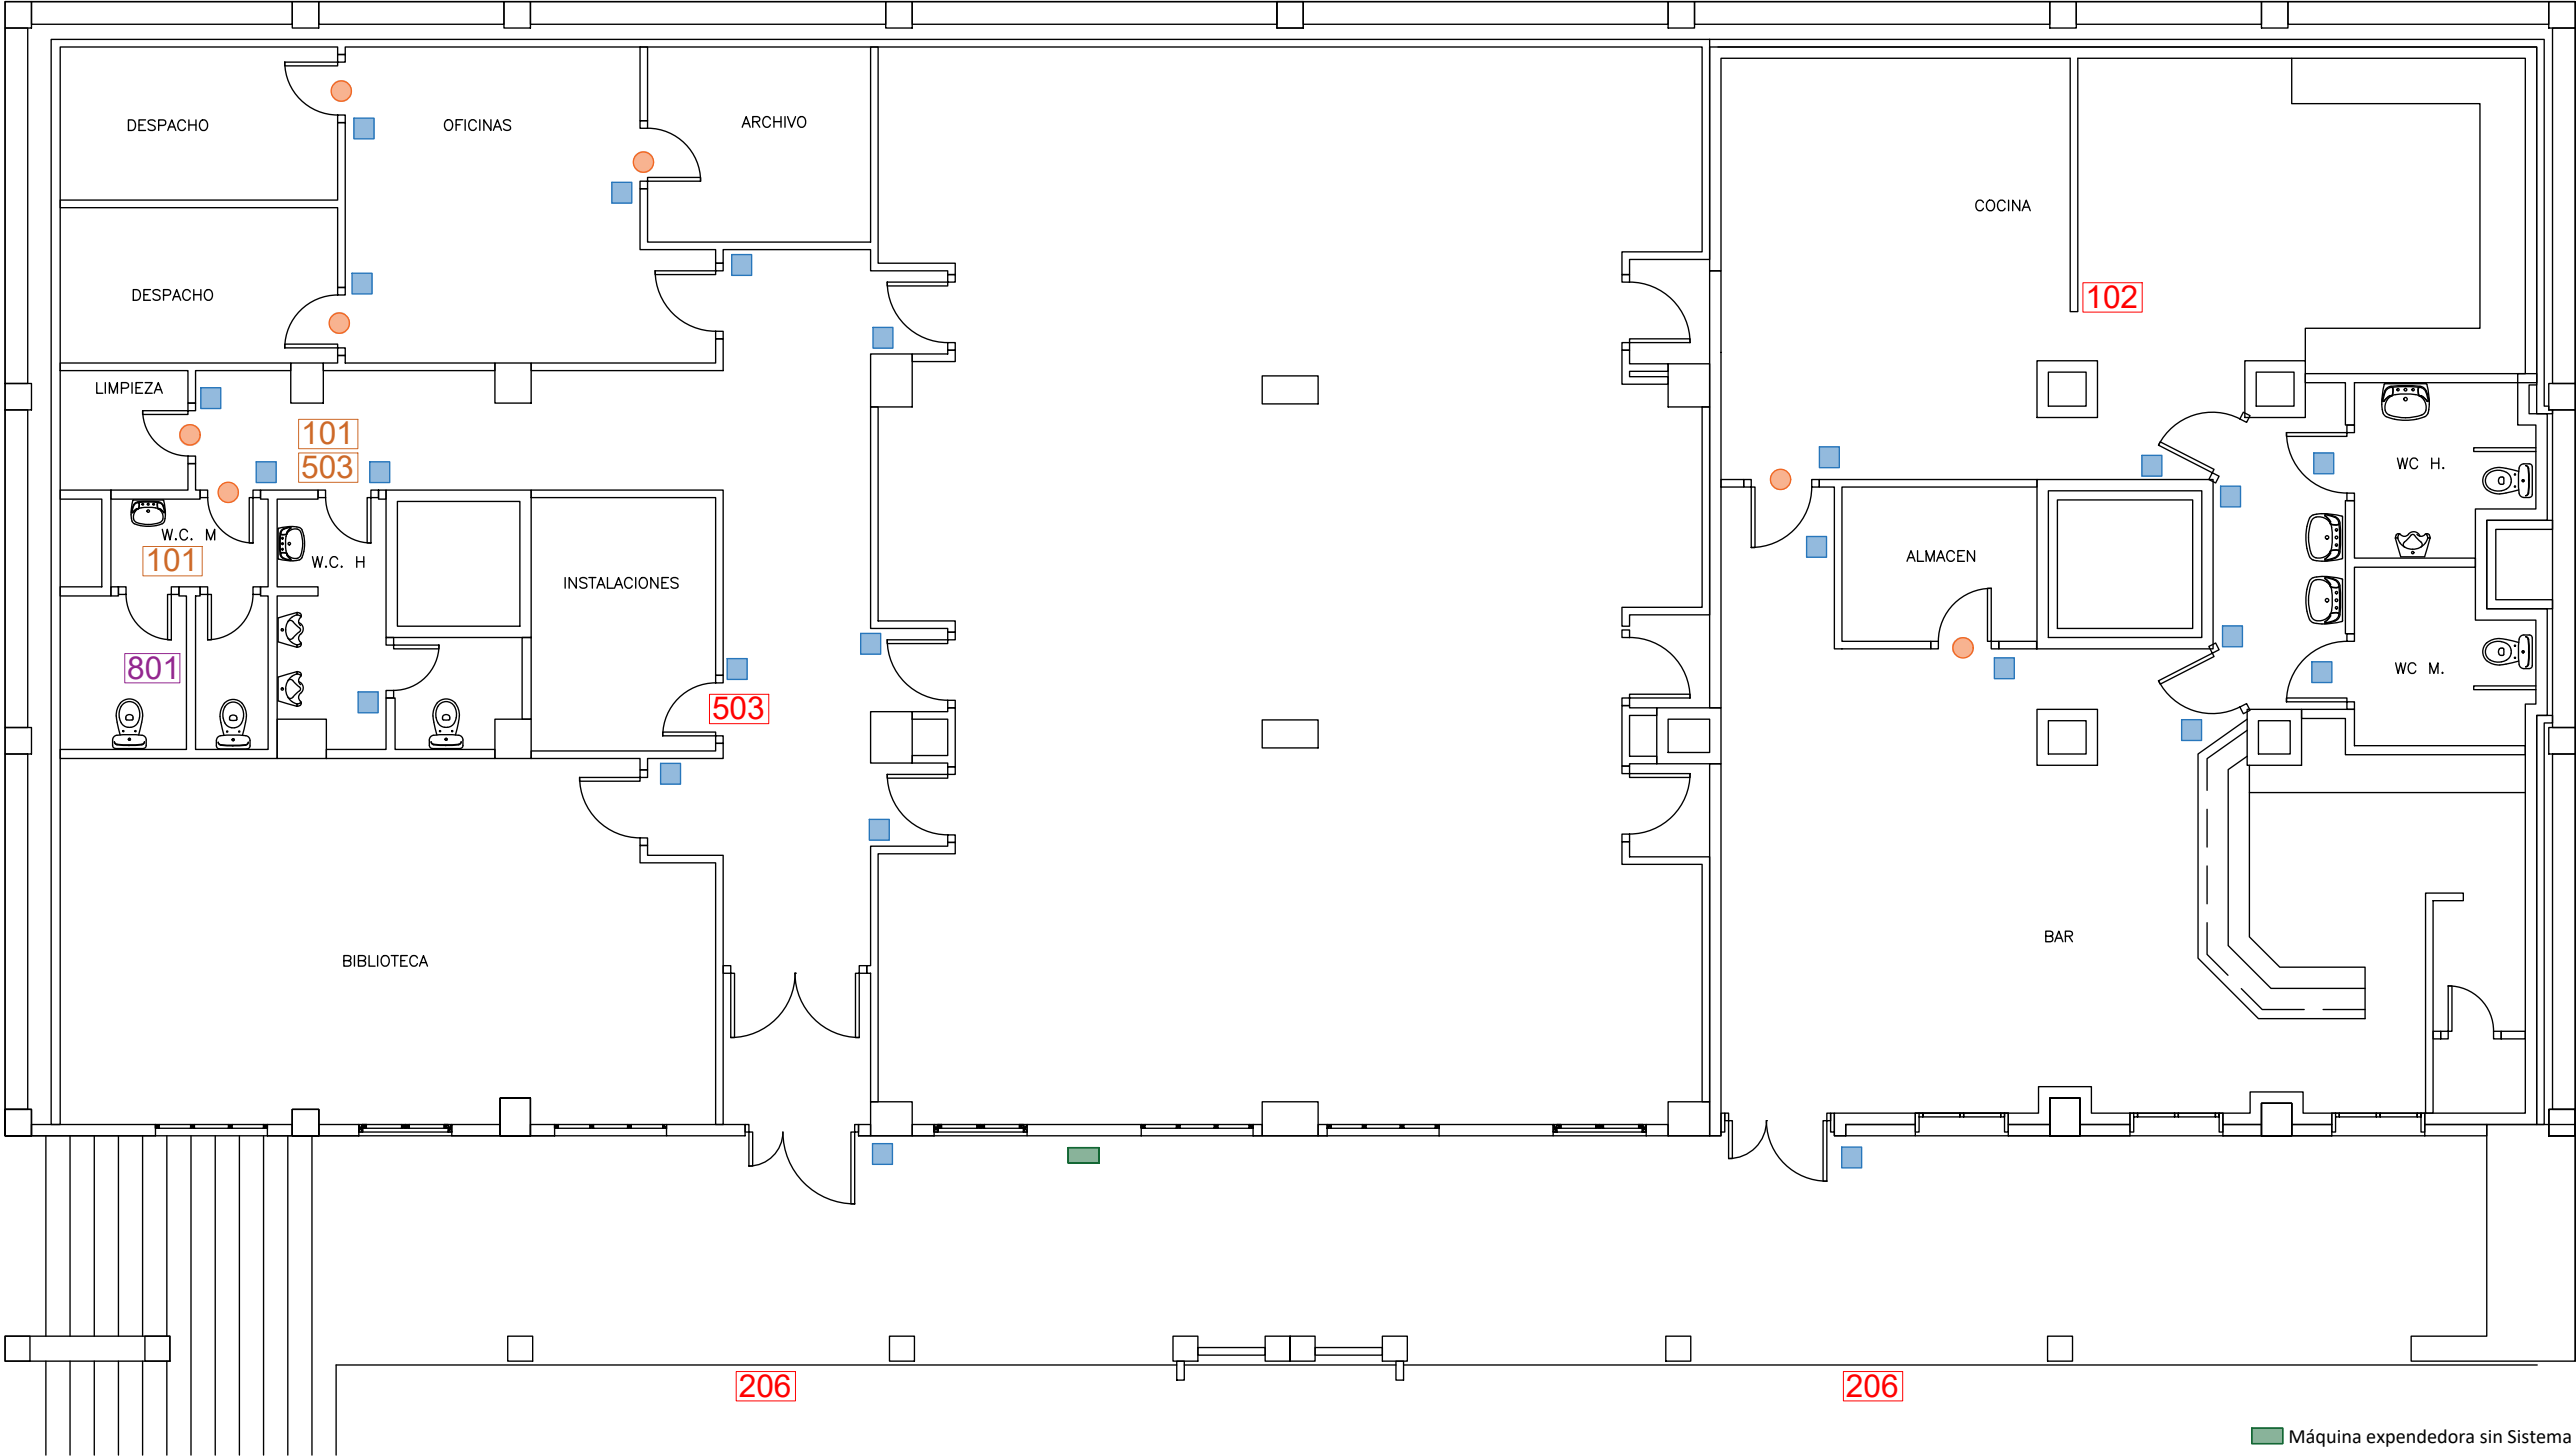 DESPACHO
OFICINAS
ARCHIVO
COCINA
DESPACHO
102
LIMPIEZA
101
503
WC H.
W.C. M
101
W.C. H
INSTALACIONES
ALMACEN
801
WC M.
503
BIBLIOTECA
BAR
206
206
Máquina expendedora sin Sistema